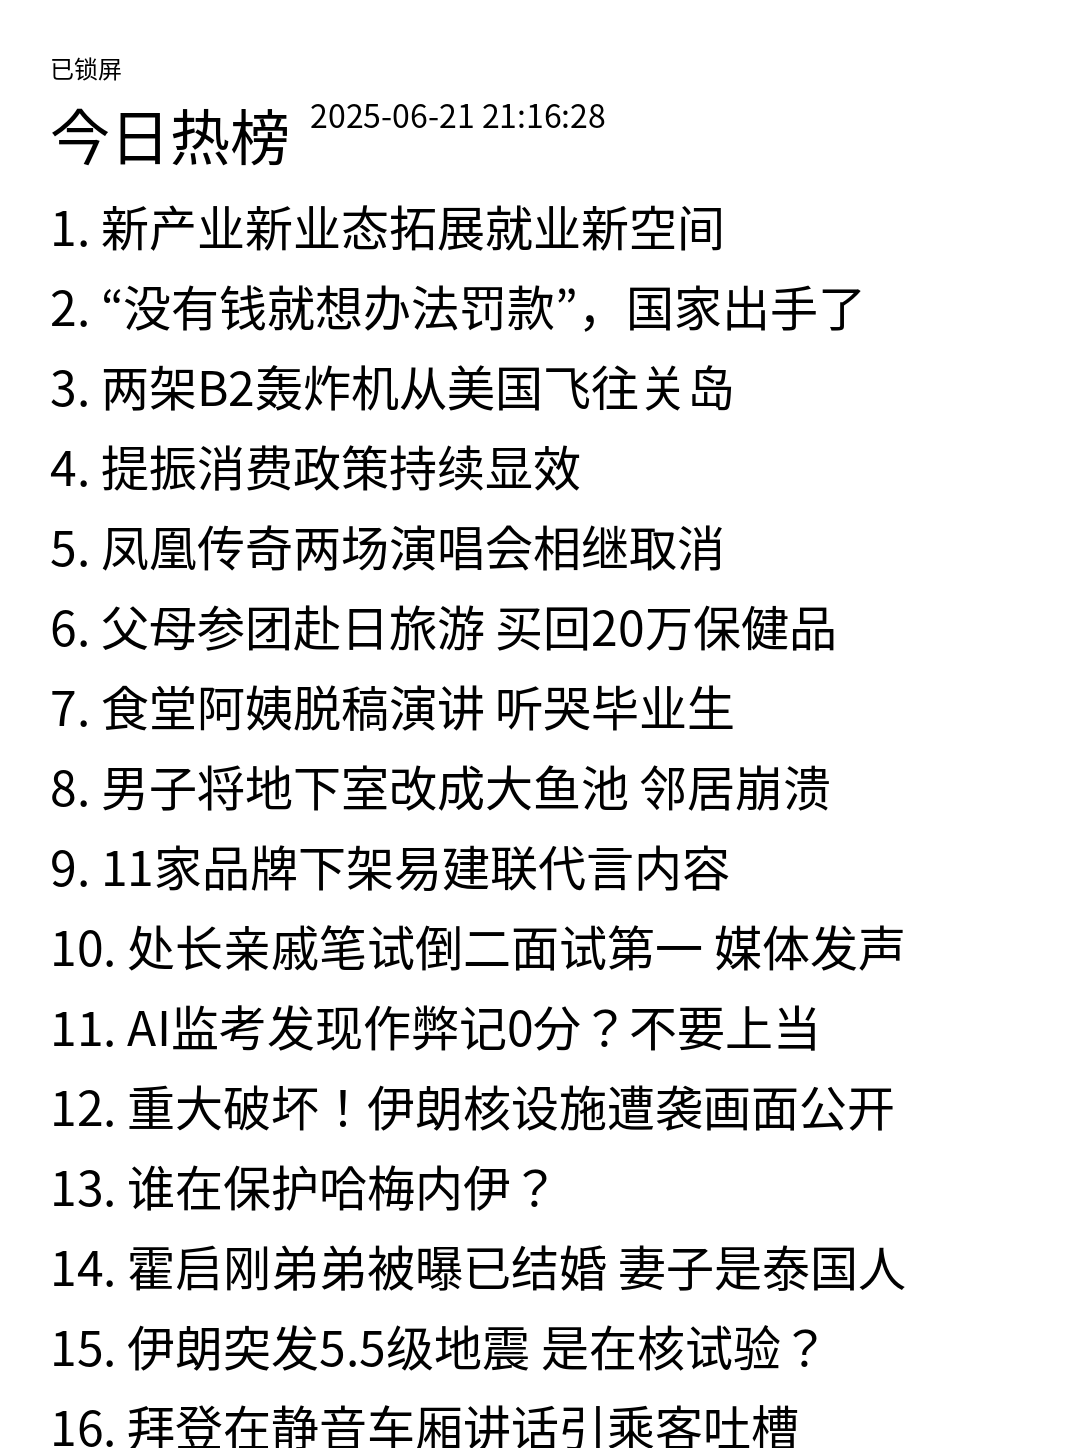 已锁屏
今日热榜 2025-06-21 21:16:28
1. 新产业新业态拓展就业新空间
2. “没有钱就想办法罚款”，国家出手了
3. 两架B2轰炸机从美国飞往关岛
4. 提振消费政策持续显效
5. 凤凰传奇两场演唱会相继取消
6. 父母参团赴日旅游 买回20万保健品
7. 食堂阿姨脱稿演讲 听哭毕业生
8. 男子将地下室改成大鱼池 邻居崩溃
9. 11家品牌下架易建联代言内容
10. 处长亲戚笔试倒二面试第一 媒体发声
11. AI监考发现作弊记0分？不要上当
12. 重大破坏！伊朗核设施遭袭画面公开
13. 谁在保护哈梅内伊？
14. 霍启刚弟弟被曝已结婚 妻子是泰国人
15. 伊朗突发5.5级地震 是在核试验？
16. 拜登在静音车厢讲话引乘客吐槽